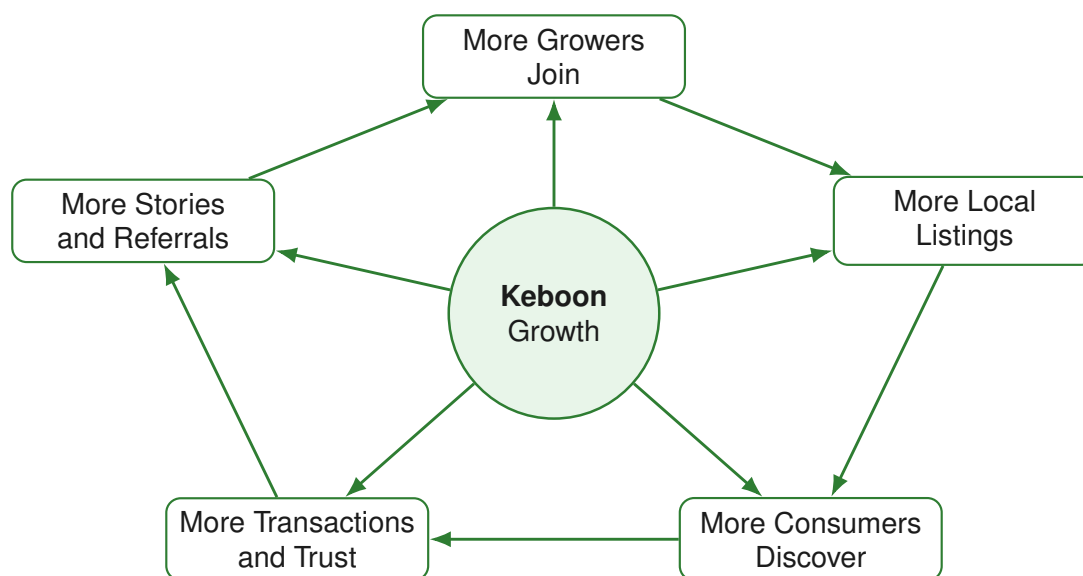 More Growers
Join
More Stories
and Referrals
More Local
Listings
Keboon
Growth
More Transactions
and Trust
More Consumers
Discover